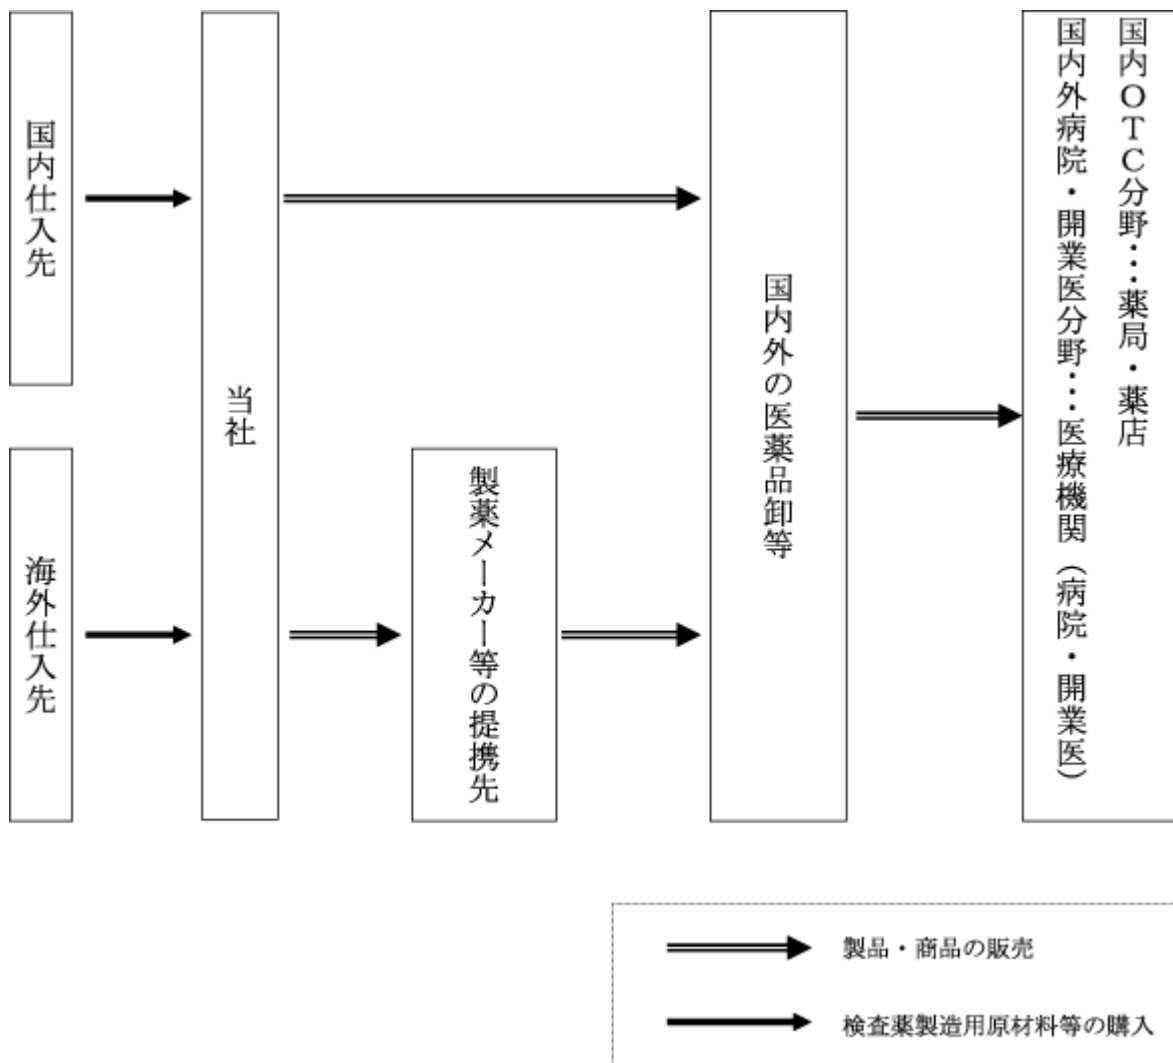 国内仕入先
海外仕入先
当社
製薬メーカー等の提携先
国内外の医薬品卸等
国内OTC分野…薬局・薬店
国内外病院・開業医分野…医療機関（病院・開業医）
製品・商品の販売
検査薬製造用原材料等の購入